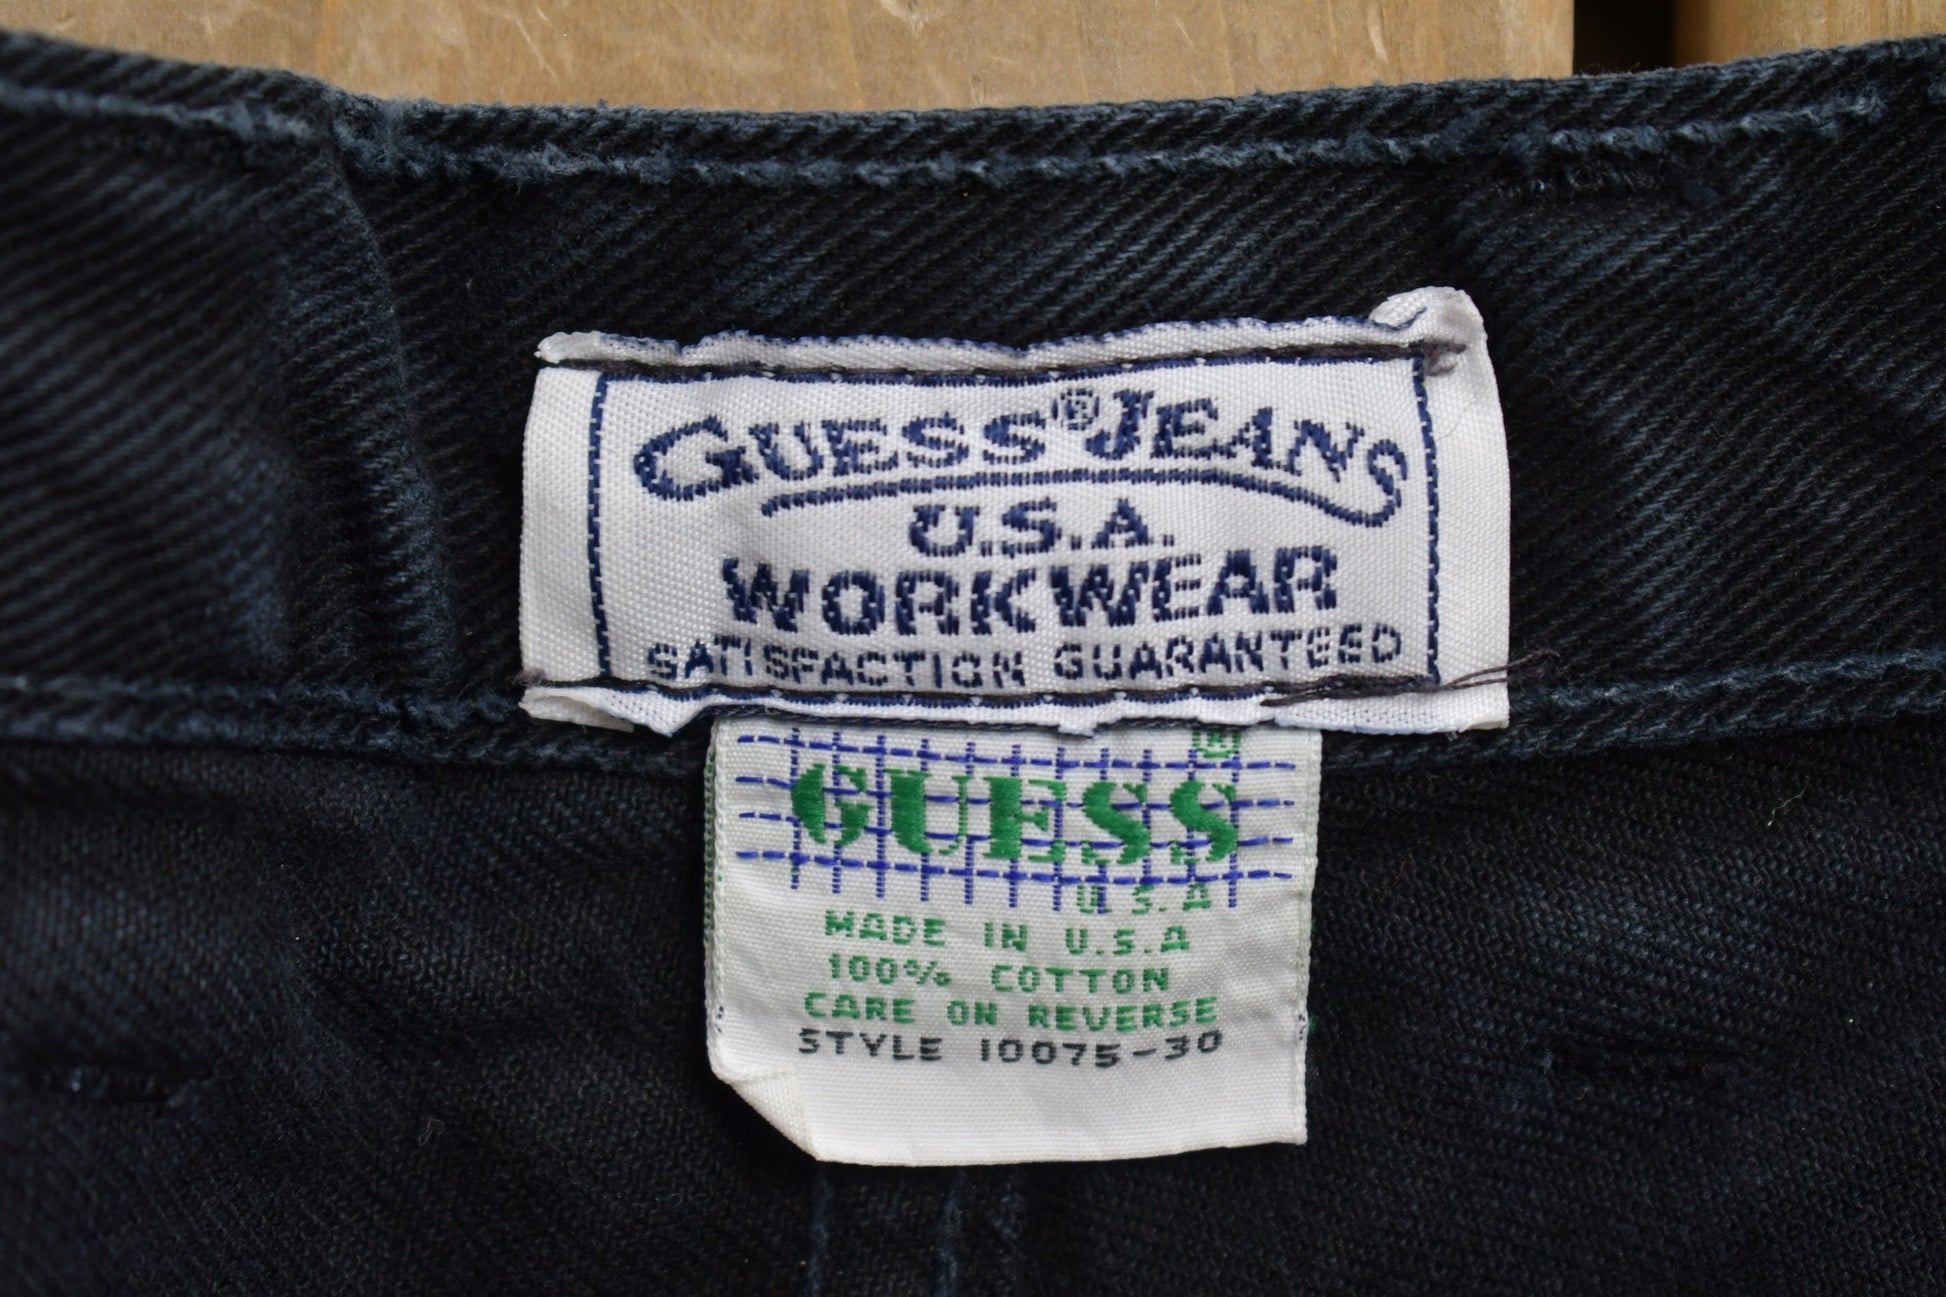 GUESS® JEANS
U.S.A.
WORKWEAR
SATISFACTION GUARANTEED
®
GUESS
U.S.A
MADE IN U.S.A
100% COTTON
CARE ON REVERSE
STYLE 10075-30